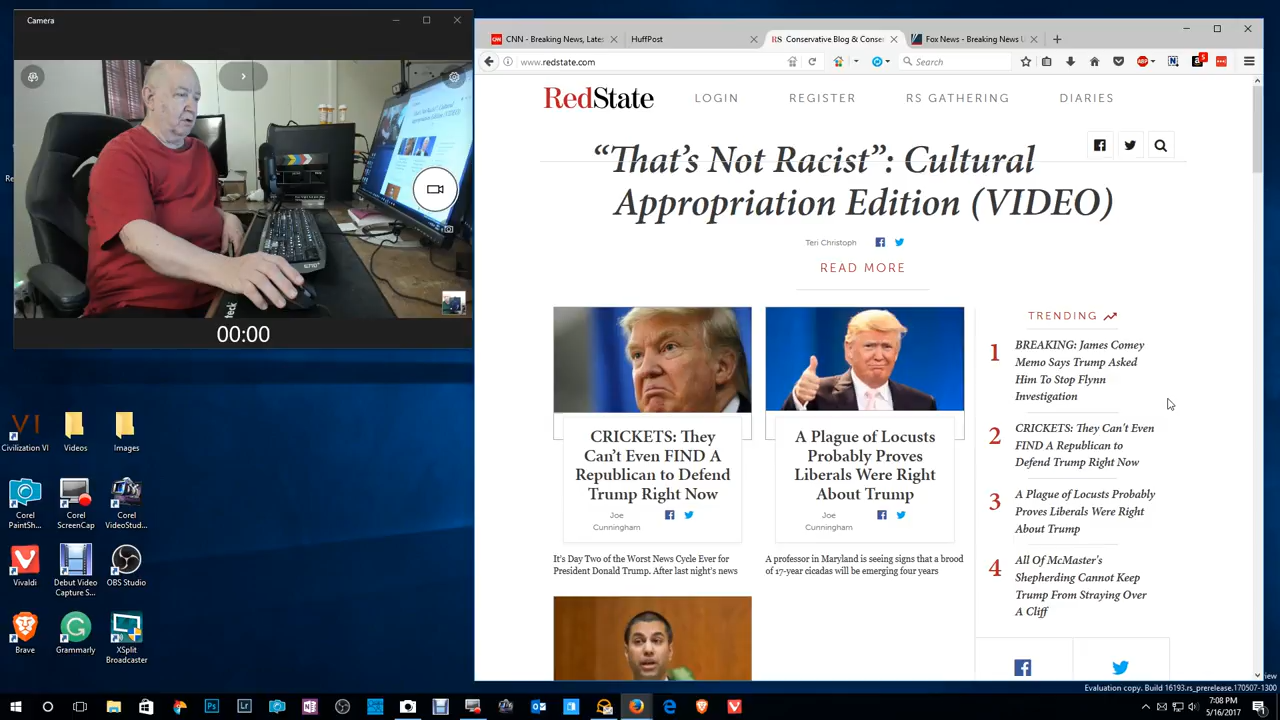 Camera
00:00
CNN - Breaking News, Lates
HuffPost
RS Conservative Blog & Conser
Fox News - Breaking News U
www.redstate.com
Search
ABP
5
RedState
LOGIN
REGISTER
RS GATHERING
DIARIES
“That’s Not Racist”: Cultural
Appropriation Edition (VIDEO)
Teri Christoph
READ MORE
CRICKETS: They
Can’t Even FIND A
Republican to Defend
Trump Right Now
Joe
Cunningham
It's Day Two of the Worst News Cycle Ever for
President Donald Trump. After last night's news
A Plague of Locusts
Probably Proves
Liberals Were Right
About Trump
Joe
Cunningham
A professor in Maryland is seeing signs that a brood
of 17-year cicadas will be emerging four years
TRENDING
1
BREAKING: James Comey
Memo Says Trump Asked
Him To Stop Flynn
Investigation
2
CRICKETS: They Can't Even
FIND A Republican to
Defend Trump Right Now
3
A Plague of Locusts Probably
Proves Liberals Were Right
About Trump
4
All Of McMaster's
Shepherding Cannot Keep
Trump From Straying Over
A Cliff
VI
Civilization VI
Videos
Images
Corel
PaintSh...
Corel
ScreenCap
Corel
VideoStud...
Vivaldi
Debut Video
Capture S...
OBS Studio
Brave
Grammarly
XSplit
Broadcaster
Evaluation copy. Build 16193.rs_prerelease.170507-1300
Ps
Lr
7:08 PM
5/16/2017